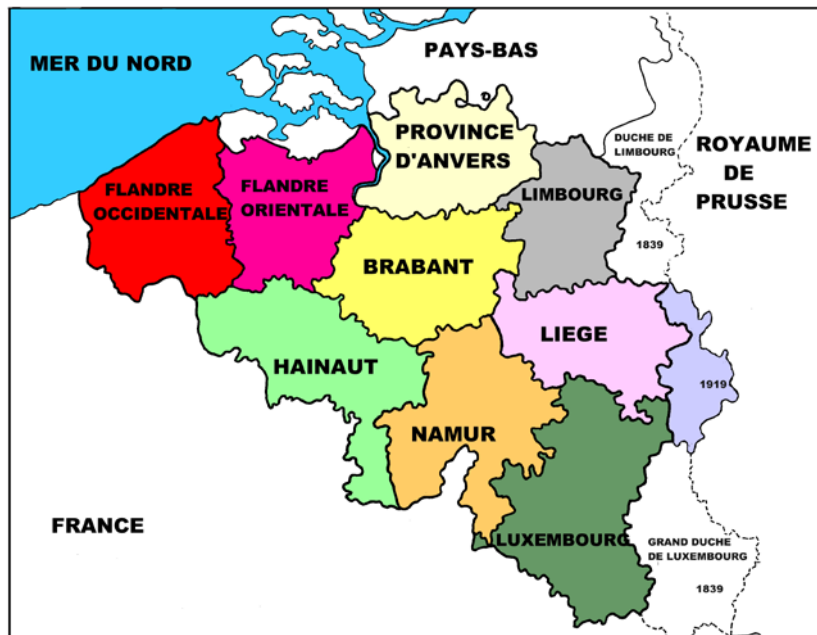 MER DU NORD
PAYS-BAS
PROVINCE
D'ANVERS
DUCHE DE
LIMBOURG
ROYAUME
DE
PRUSSE
FLANDRE
OCCIDENTALE
FLANDRE
ORIENTALE
LIMBOURG
1839
BRABANT
LIEGE
HAINAUT
1919
NAMUR
FRANCE
LUXEMBOURG
GRAND DUCHE
DE LUXEMBOURG
1839